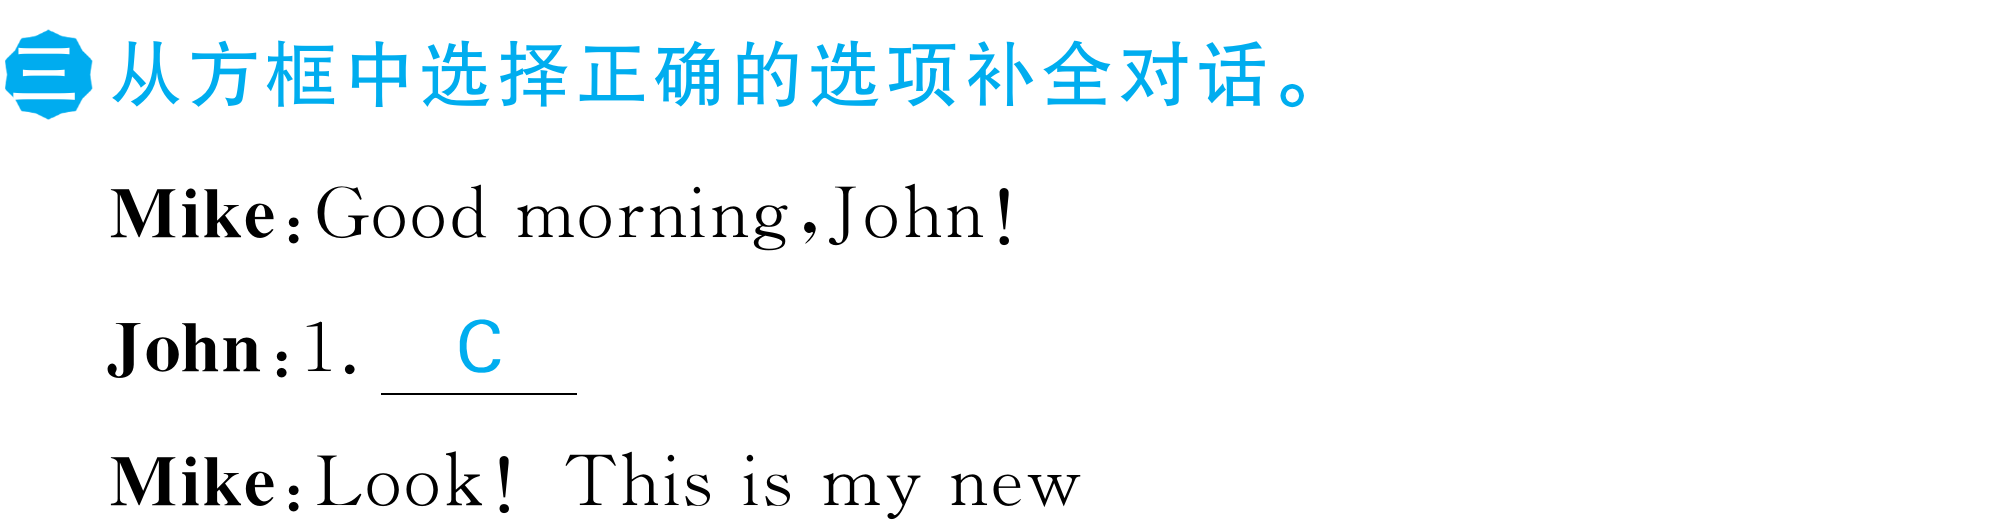 三 从方框中选择正确的选项补全对话。
Mike:Good morning,John!
John:1. C
Mike:Look! This is my new